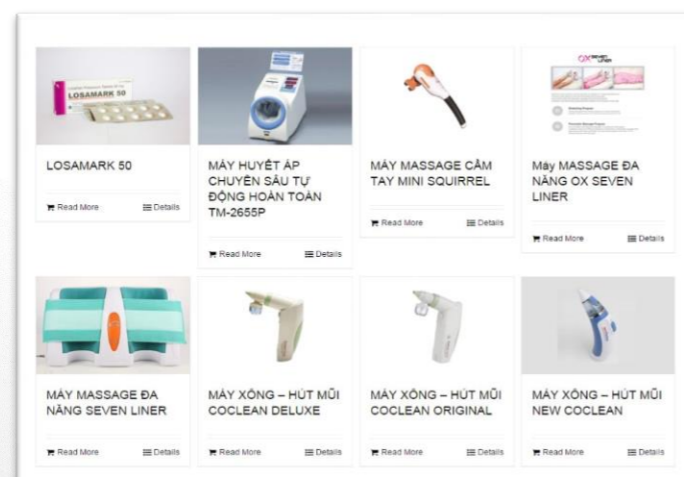 LOSAMARK 50
LOSAMARK 50
Read More Details
MÁY HUYẾT ÁP
CHUYÊN SÂU TỰ
ĐỘNG HOÀN TOÀN
TM-2655P
Read More Details
MÁY MASSAGE CẦM
TAY MINI SQUIRREL
Read More Details
OX SEVEN
LINER
Máy MASSAGE ĐA
NĂNG OX SEVEN
LINER
Read More Details
MÁY MASSAGE ĐA
NĂNG SEVEN LINER
Read More Details
MÁY XÔNG – HÚT MŨI
COCLEAN DELUXE
Read More Details
MÁY XÔNG – HÚT MŨI
COCLEAN ORIGINAL
Read More Details
MÁY XÔNG – HÚT MŨI
NEW COCLEAN
Read More Details